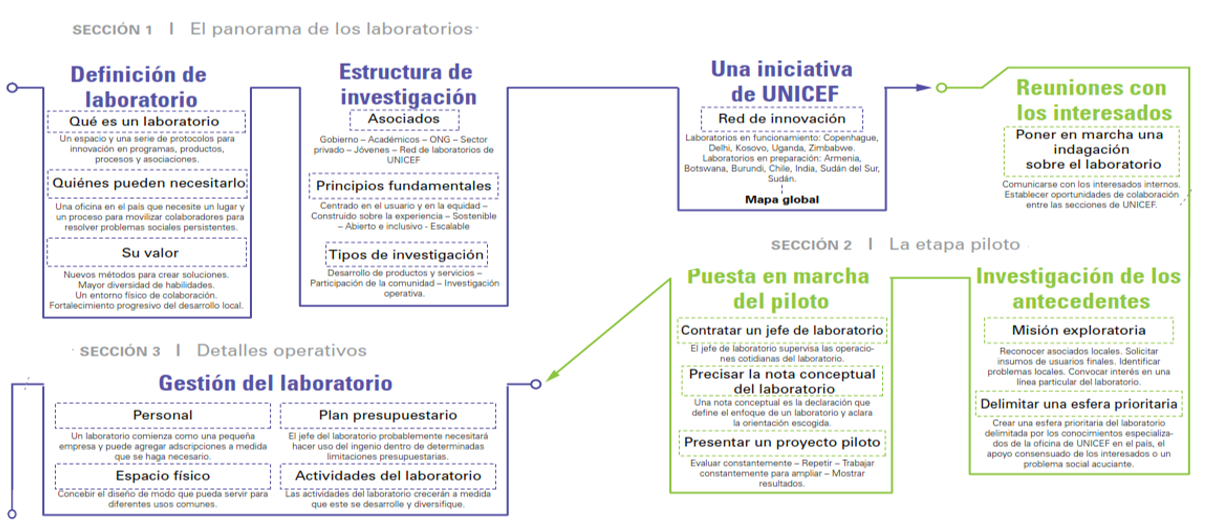 SECCIÓN 1 | El panorama de los laboratorios
Definición de
laboratorio
Qué es un laboratorio
Un espacio y una serie de protocolos para
innovación en programas, productos,
procesos y asociaciones.
Quiénes pueden necesitarlo
Una oficina en el país que necesite un lugar y
un proceso para movilizar colaboradores para
resolver problemas sociales persistentes.
Su valor
Nuevos métodos para crear soluciones.
Mayor diversidad de habilidades.
Un entorno físico de colaboración.
Fortalecimiento progresivo del desarrollo local.
Estructura de
investigación
Asociados
Gobierno – Académicos – ONG – Sector
privado – Jóvenes – Red de laboratorios de
UNICEF
Principios fundamentales
Centrado en el usuario y en la equidad –
Construido sobre la experiencia – Sostenible
– Abierto e inclusivo - Escalable
Tipos de investigación
Desarrollo de productos y servicios –
Participación de la comunidad – Investigación
operativa.
Una iniciativa
de UNICEF
Red de innovación
Laboratorios en funcionamiento: Copenhague,
Delhi, Kosovo, Uganda, Zimbabwe.
Laboratorios en preparación: Armenia,
Botswana, Burundi, Chile, India, Sudán del Sur,
Sudán.
Mapa global
Reuniones con
los interesados
Poner en marcha una
indagación
sobre el laboratorio
Comunicarse con los interesados internos.
Establecer oportunidades de colaboración
entre las secciones de UNICEF.
SECCIÓN 2 | La etapa piloto
Investigación de los
antecedentes
Misión exploratoria
Reconocer asociados locales. Solicitar
insumos de usuarios finales. Identificar
problemas locales. Convocar interés en una
línea particular del laboratorio.
Delimitar una esfera prioritaria
Crear una esfera prioritaria del laboratorio
delimitada por los conocimientos especializa-
dos de la oficina de UNICEF en el país, el
apoyo consensuado de los interesados o un
problema social acuciante.
Puesta en marcha
del piloto
Contratar un jefe de laboratorio
El jefe de laboratorio supervisa las operacio-
nes cotidianas del laboratorio.
Precisar la nota conceptual
del laboratorio
Una nota conceptual es la declaración que
define el enfoque de un laboratorio y aclara
la orientación escogida.
Presentar un proyecto piloto
Evaluar constantemente – Repetir – Trabajar
constantemente para ampliar – Mostrar
resultados.
SECCIÓN 3 | Detalles operativos
Gestión del laboratorio
Personal
Un laboratorio comienza como una pequeña
empresa y puede agregar adscripciones a medida
que se haga necesario.
Plan presupuestario
El jefe del laboratorio probablemente necesitará
hacer uso del ingenio dentro de determinadas
limitaciones presupuestarias.
Espacio físico
Concebir el diseño de modo que pueda servir para
diferentes usos comunes.
Actividades del laboratorio
Las actividades del laboratorio crecerán a medida
que este se desarrolle y diversifique.